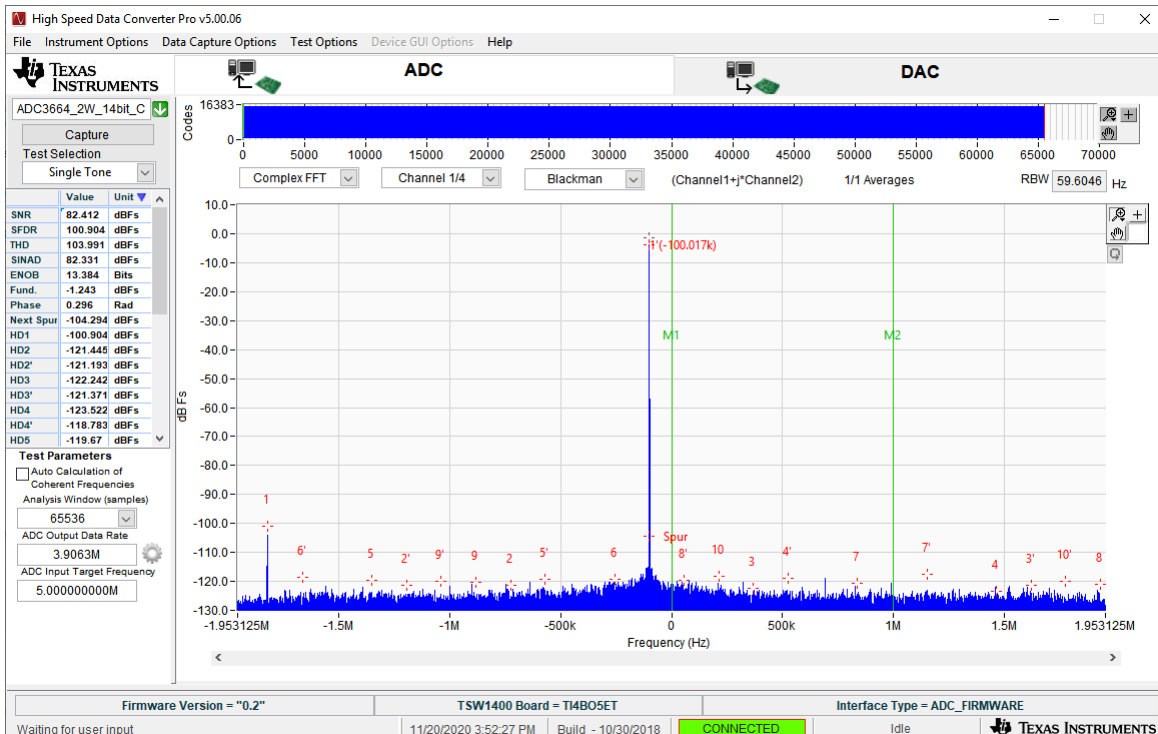 High Speed Data Converter Pro v5.00.06
File Instrument Options Data Capture Options Test Options Device GUI Options Help
TEXAS INSTRUMENTS
ADC
DAC
ADC3664_2W_14bit_C
Capture
Test Selection
Single Tone
Value Unit
SNR 82.412 dBFs
SFDR 100.904 dBFs
THD 103.991 dBFs
SINAD 82.331 dBFs
ENOB 13.384 Bits
Fund. -1.243 dBFs
Phase 0.296 Rad
Next Spur -104.294 dBFs
HD1 -100.904 dBFs
HD2 -121.445 dBFs
HD2' -121.193 dBFs
HD3 -122.242 dBFs
HD3' -121.371 dBFs
HD4 -123.522 dBFs
HD4' -118.783 dBFs
HD5 -119.67 dBFs
Test Parameters
Auto Calculation of
Coherent Frequencies
Analysis Window (samples)
65536
ADC Output Data Rate
3.9063M
ADC Input Target Frequency
5.000000000M
Codes
16383
0
0 5000 10000 15000 20000 25000 30000 35000 40000 45000 50000 55000 60000 65000 70000
Complex FFT Channel 1/4 Blackman (Channel1+j*Channel2) 1/1 Averages RBW 59.6046 Hz
10.0
0.0
-10.0
-20.0
-30.0
-40.0
-50.0
-60.0
-70.0
-80.0
-90.0
-100.0
-110.0
-120.0
-130.0
dB Fs
1'(-100.017k)
M1 M2
1
Spur
6' 5 2' 9' 9 2 5' 6 8' 10 3 4' 7 7' 4 3' 10' 8
-1.953125M -1.5M -1M -500k 0 500k 1M 1.5M 1.953125M
Frequency (Hz)
Firmware Version = "0.2" TSW1400 Board = TI4BO5ET Interface Type = ADC_FIRMWARE
Waiting for user input 11/20/2020 3:52:27 PM Build - 10/30/2018 CONNECTED Idle TEXAS INSTRUMENTS